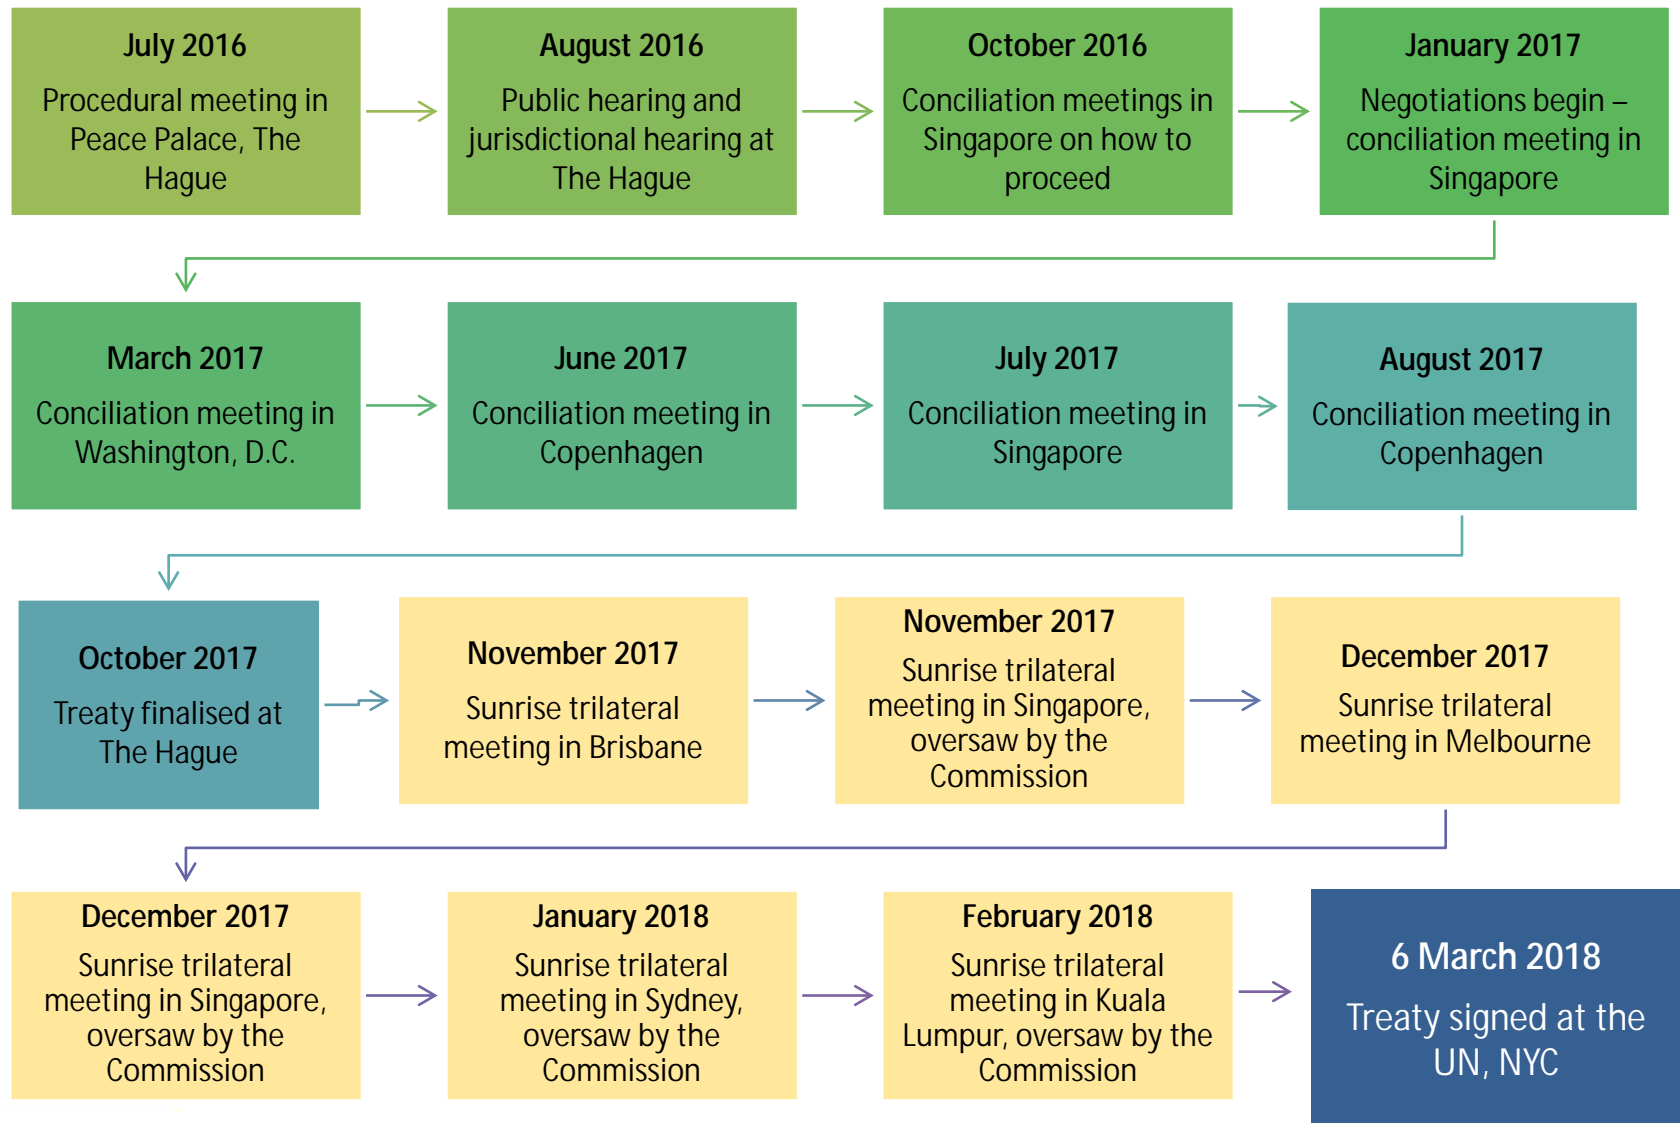 July 2016
Procedural meeting in
Peace Palace, The
Hague
August 2016
Public hearing and
jurisdictional hearing at
The Hague
October 2016
Conciliation meetings in
Singapore on how to
proceed
January 2017
Negotiations begin –
conciliation meeting in
Singapore
March 2017
Conciliation meeting in
Washington, D.C.
June 2017
Conciliation meeting in
Copenhagen
July 2017
Conciliation meeting in
Singapore
August 2017
Conciliation meeting in
Copenhagen
October 2017
Treaty finalised at
The Hague
November 2017
Sunrise trilateral
meeting in Brisbane
November 2017
Sunrise trilateral
meeting in Singapore,
oversaw by the
Commission
December 2017
Sunrise trilateral
meeting in Melbourne
December 2017
Sunrise trilateral
meeting in Singapore,
oversaw by the
Commission
January 2018
Sunrise trilateral
meeting in Sydney,
oversaw by the
Commission
February 2018
Sunrise trilateral
meeting in Kuala
Lumpur, oversaw by the
Commission
6 March 2018
Treaty signed at the
UN, NYC